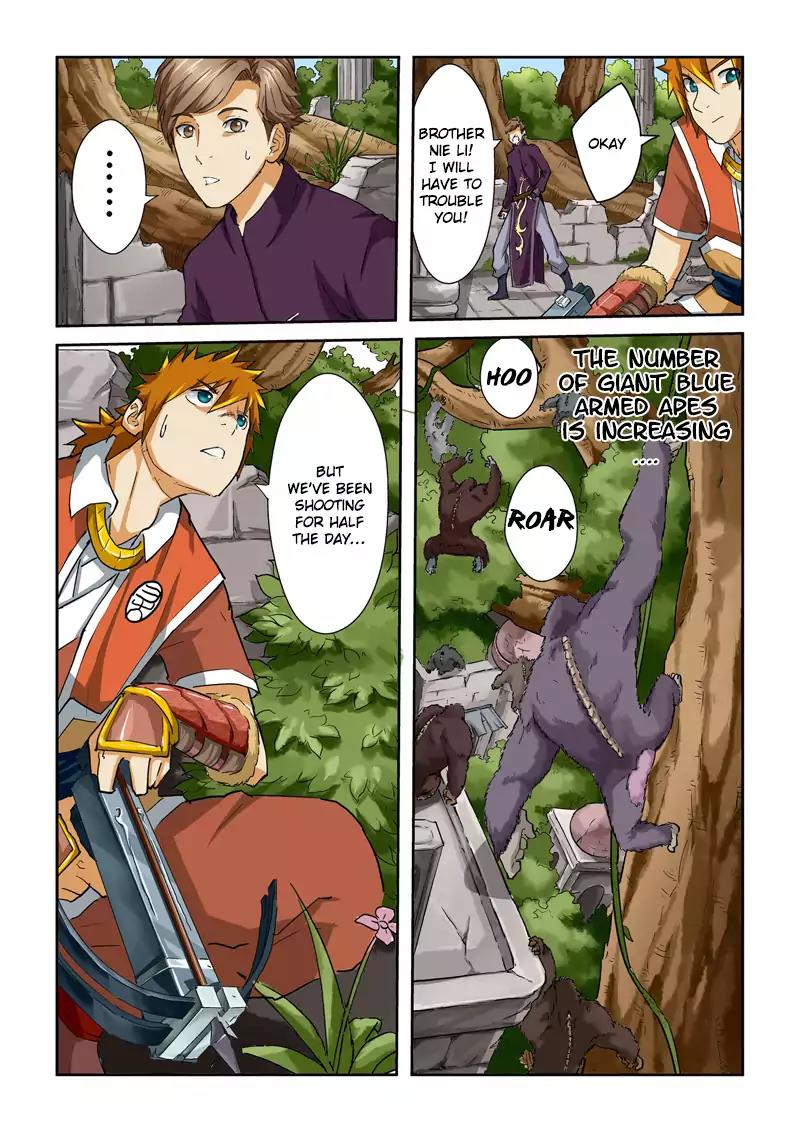 OKAY
BROTHER
NIE LI!
I WILL
HAVE TO
TROUBLE
YOU!
......
THE NUMBER
OF GIANT BLUE
ARMED APES
IS INCREASING
....
HOO
ROAR
BUT
WE'VE BEEN
SHOOTING
FOR HALF
THE DAY...